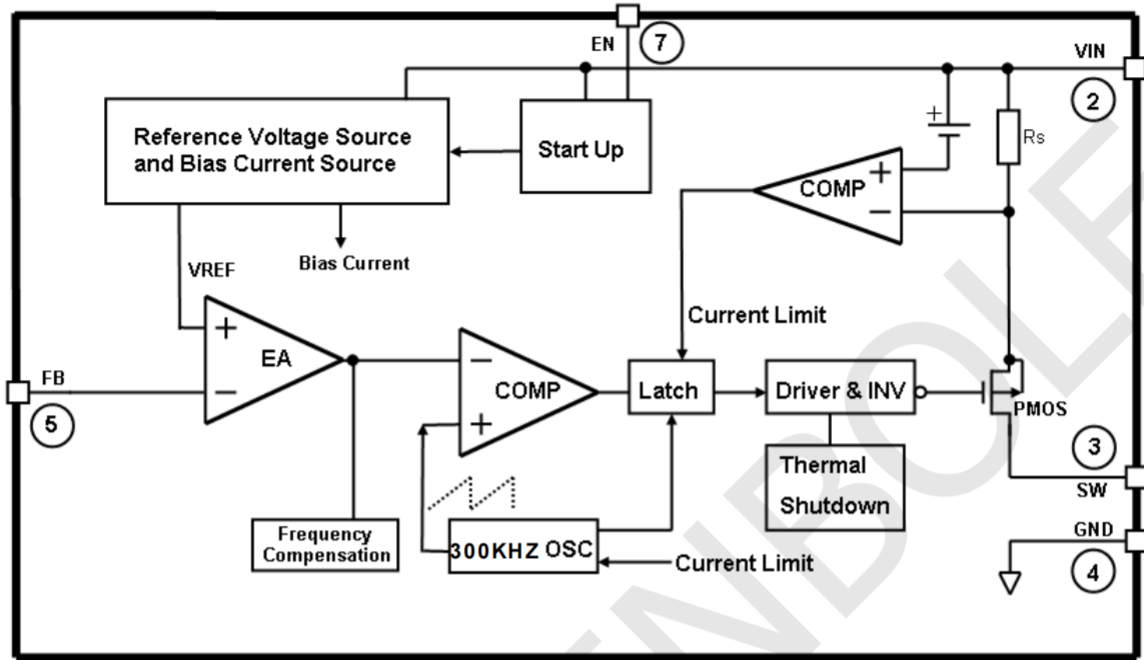 EN
7
VIN
2
Reference Voltage Source
and Bias Current Source
Start Up
+
Rs
COMP
+
−
VREF
Bias Current
Current Limit
+
EA
−
FB
5
−
COMP
+
Latch
Driver & INV
PMOS
3
SW
Thermal
Shutdown
GND
4
Frequency
Compensation
300KHZ OSC
Current Limit